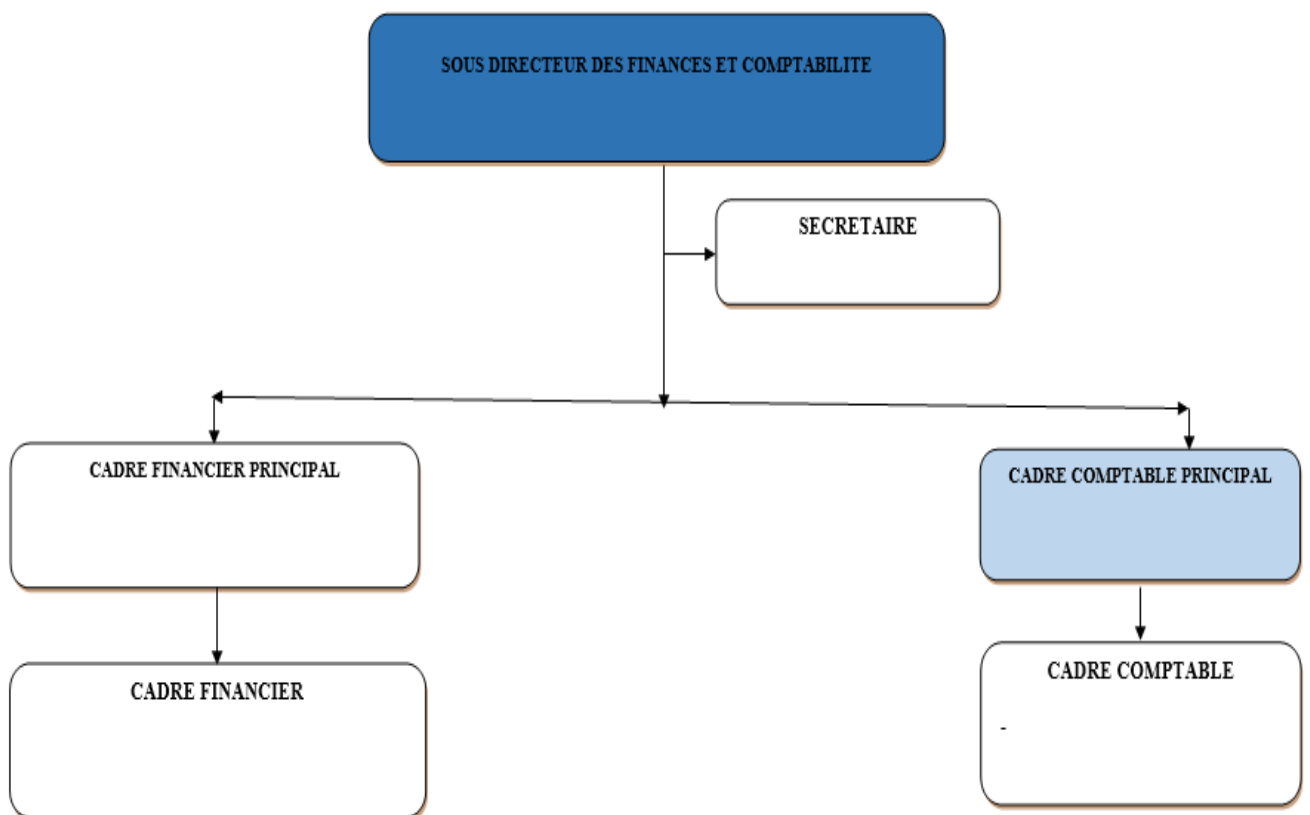 SOUS DIRECTEUR DES FINANCES ET COMPTABILITE
SECRETAIRE
CADRE FINANCIER PRINCIPAL
CADRE COMPTABLE PRINCIPAL
CADRE FINANCIER
CADRE COMPTABLE
-